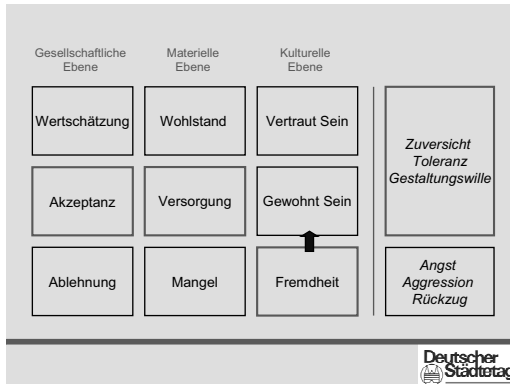 Gesellschaftliche
Ebene
Materielle
Ebene
Kulturelle
Ebene
Wertschätzung
Wohlstand
Vertraut Sein
Akzeptanz
Versorgung
Gewohnt Sein
Ablehnung
Mangel
Fremdheit
Zuversicht
Toleranz
Gestaltungswille
Angst
Aggression
Rückzug
Deutscher
Städtetag